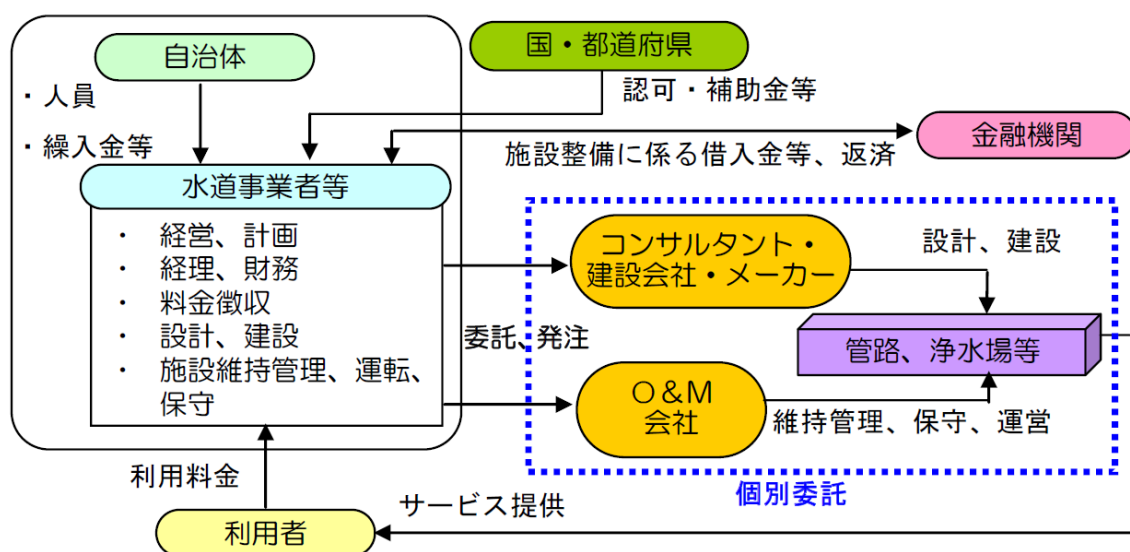 自治体
国・都道府県
・人員
認可・補助金等
・繰入金等
金融機関
施設整備に係る借入金等、返済
水道事業者等
・ 経営、計画
・ 経理、財務
・ 料金徴収
・ 設計、建設
・ 施設維持管理、運転、
保守
委託、発注
コンサルタント・
建設会社・メーカー
設計、建設
管路、浄水場等
O&M
会社
維持管理、保守、運営
個別委託
利用料金
サービス提供
利用者